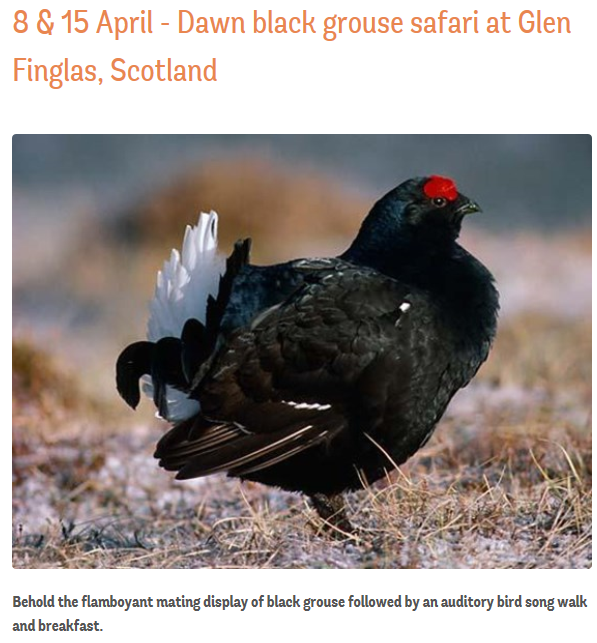 8 & 15 April - Dawn black grouse safari at Glen
Finglas, Scotland
Behold the flamboyant mating display of black grouse followed by an auditory bird song walk
and breakfast.